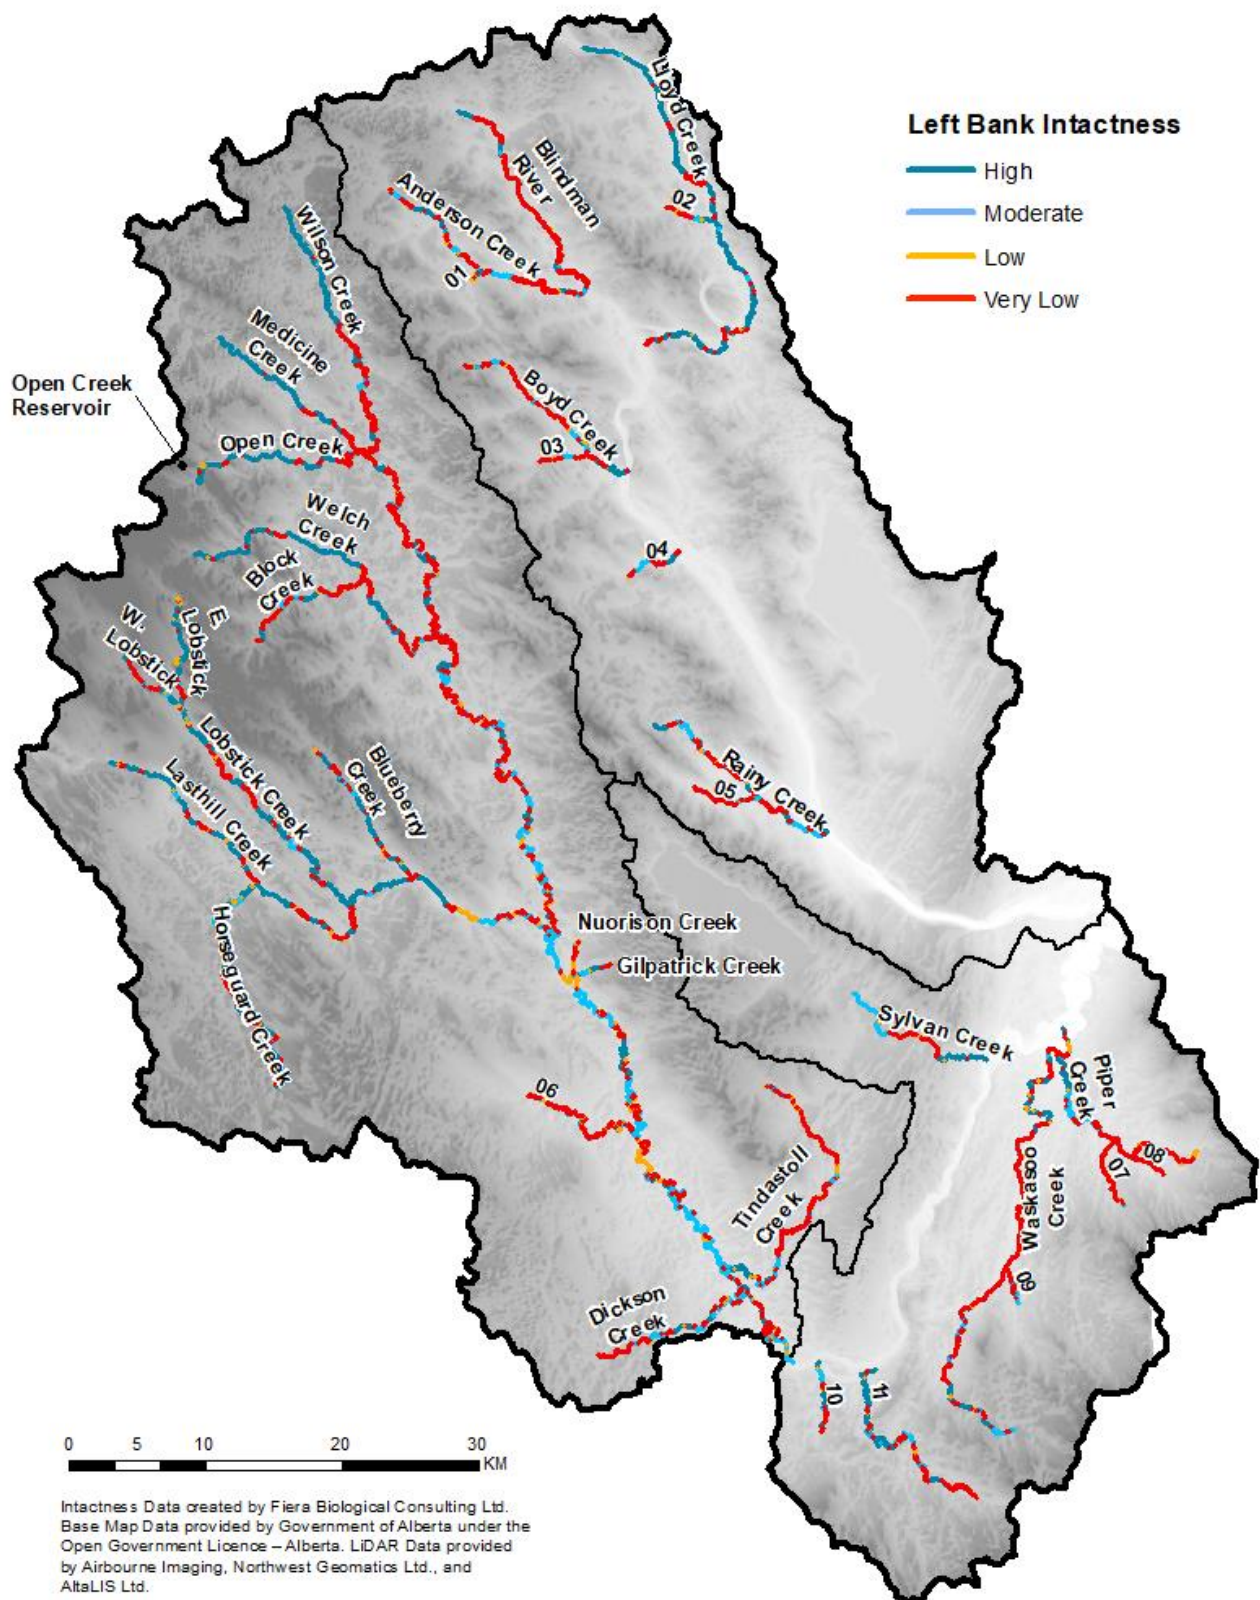 Left Bank Intactness
High
Moderate
Low
Very Low
Lloyd Creek
02
Blindman
River
Anderson Creek
01
Wilson Creek
Medicine
Creek
Open Creek
Reservoir
Open Creek
Boyd Creek
03
Welch
Creek
Block
Creek
04
E
Lobstick
W.
Lobstick
Lobstick Creek
Lasthill Creek
Blueberry
Creek
Rainy Creek
05
Horseguard Creek
Nuorison Creek
Gilpatrick Creek
Sylvan Creek
Piper
Creek
06
08
07
Waskasoo
Creek
Tindastoll
Creek
09
Dickson
Creek
10
11
0 5 10 20 30
KM
Intactness Data created by Fiera Biological Consulting Ltd.
Base Map Data provided by Government of Alberta under the
Open Government Licence – Alberta. LiDAR Data provided
by Airbourne Imaging, Northwest Geomatics Ltd., and
AltaLIS Ltd.